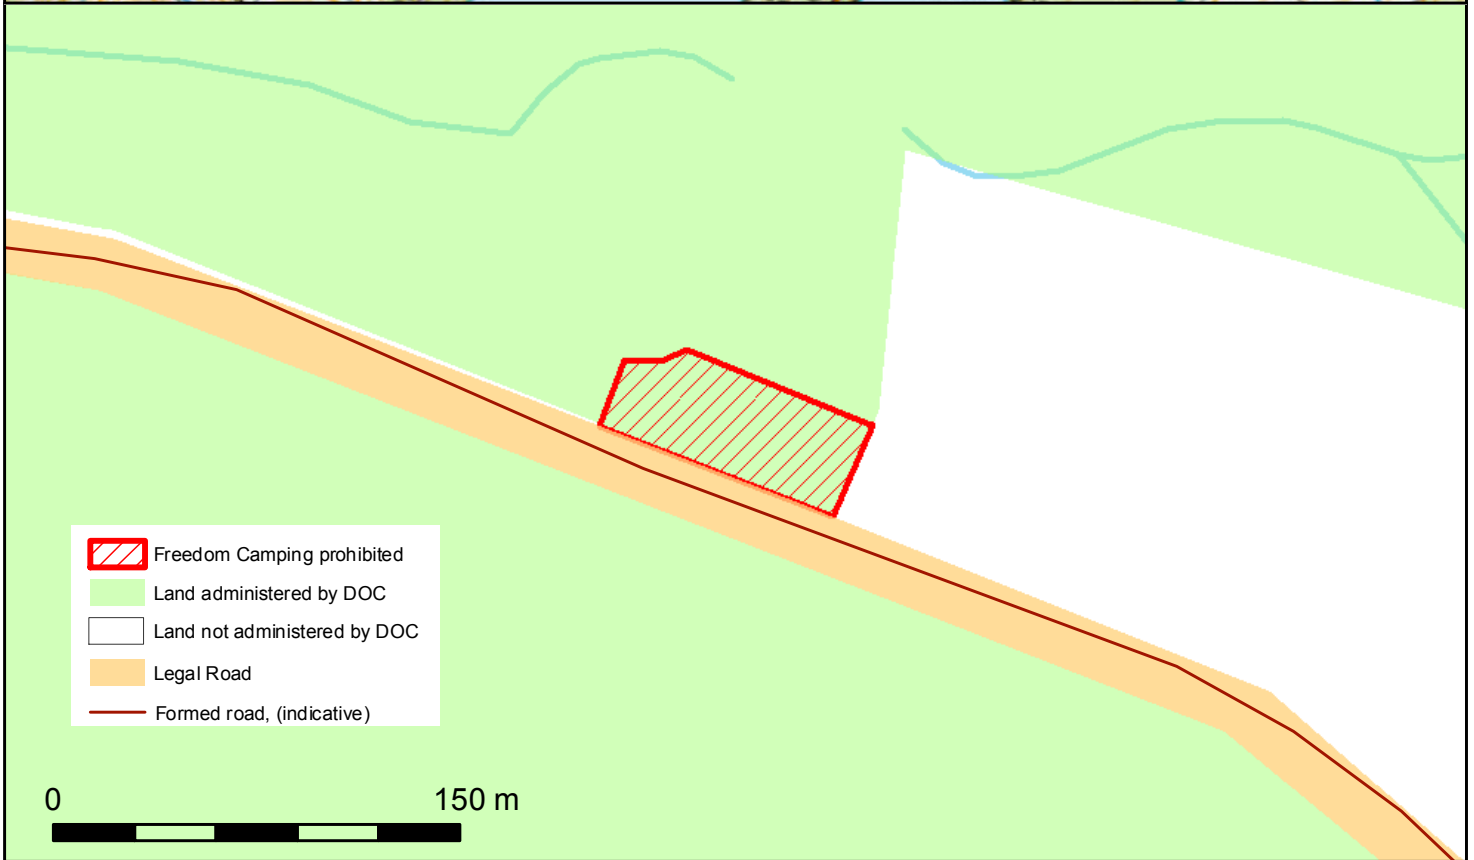 Freedom Camping prohibited
Land administered by DOC
Land not administered by DOC
Legal Road
Formed road, (indicative)
0 150 m